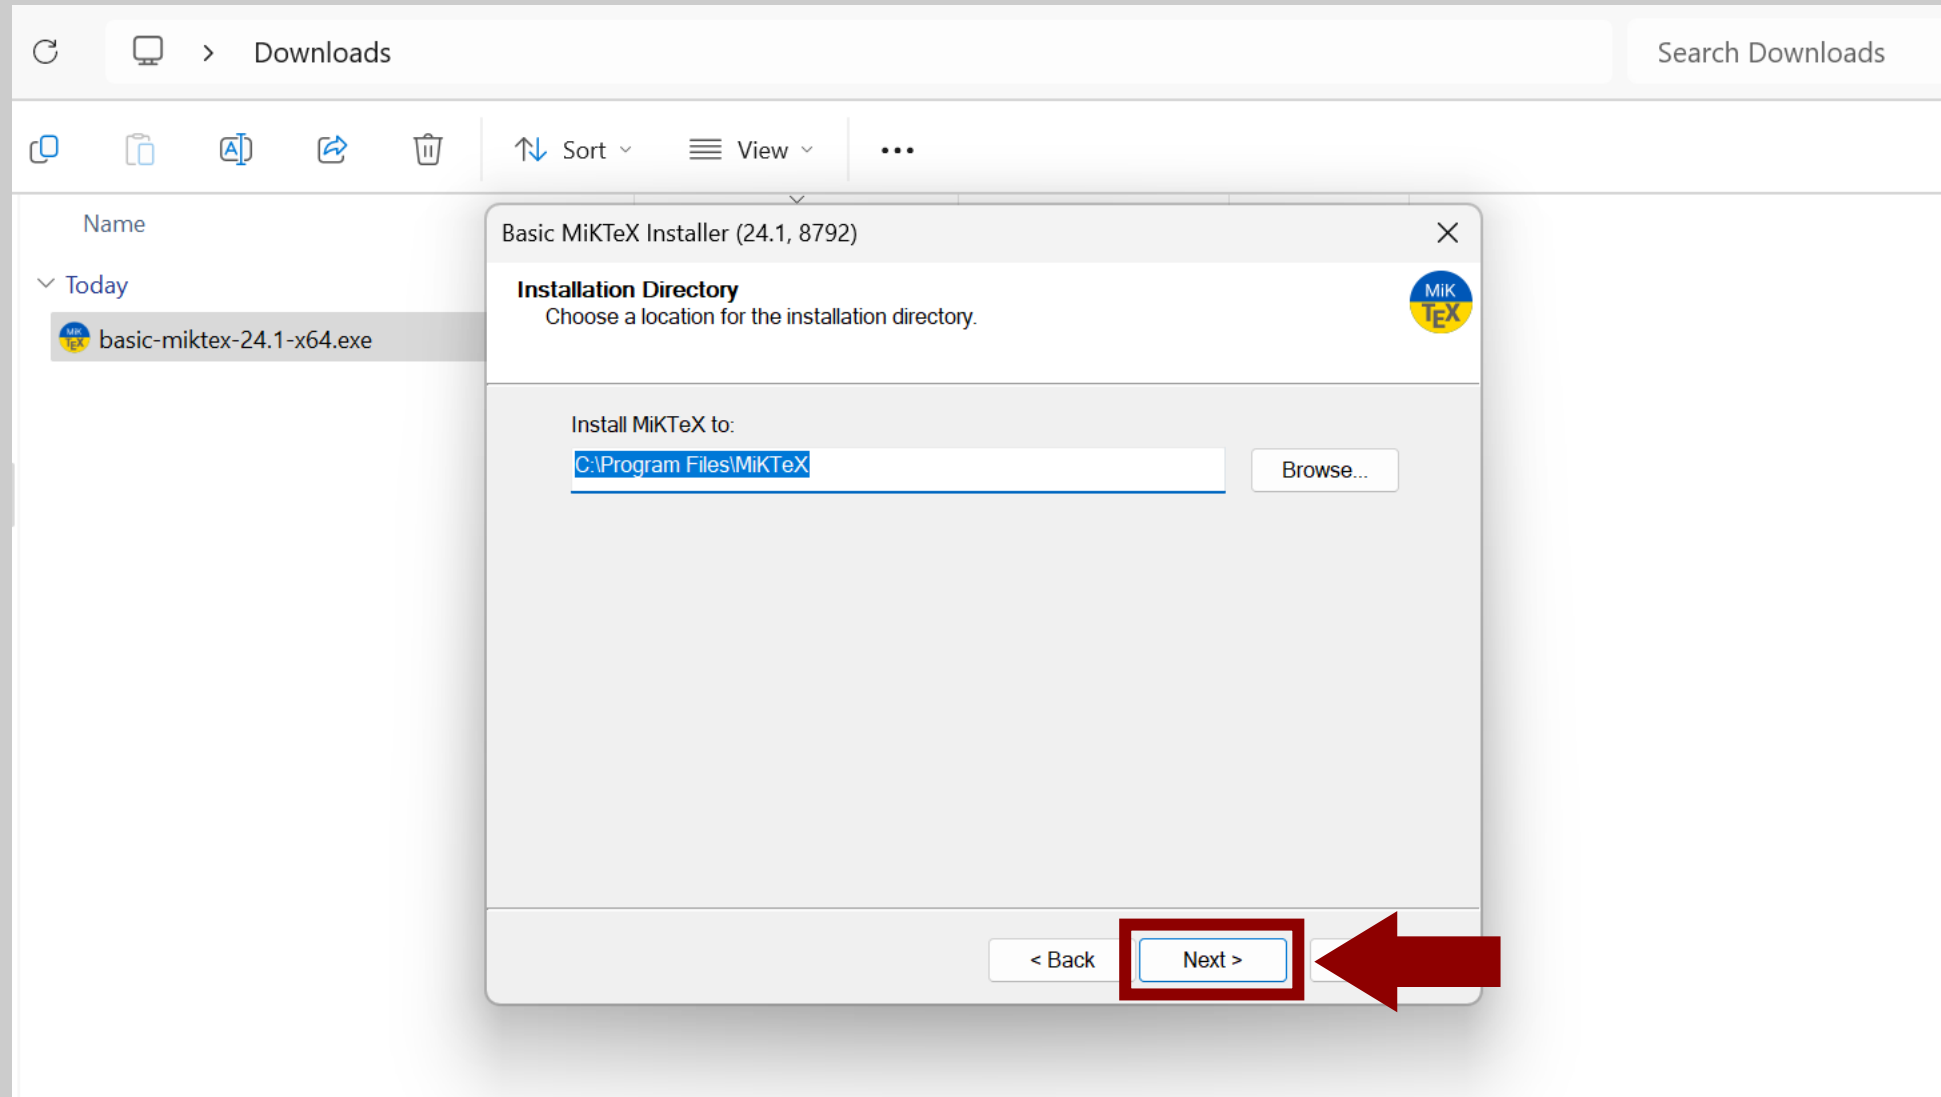 Downloads
Search Downloads
Sort
View
Name
Today
basic-miktex-24.1-x64.exe
Basic MiKTeX Installer (24.1, 8792)
Installation Directory
Choose a location for the installation directory.
MiK
TEX
Install MiKTeX to:
C:\Program Files\MiKTeX
Browse...
< Back
Next >